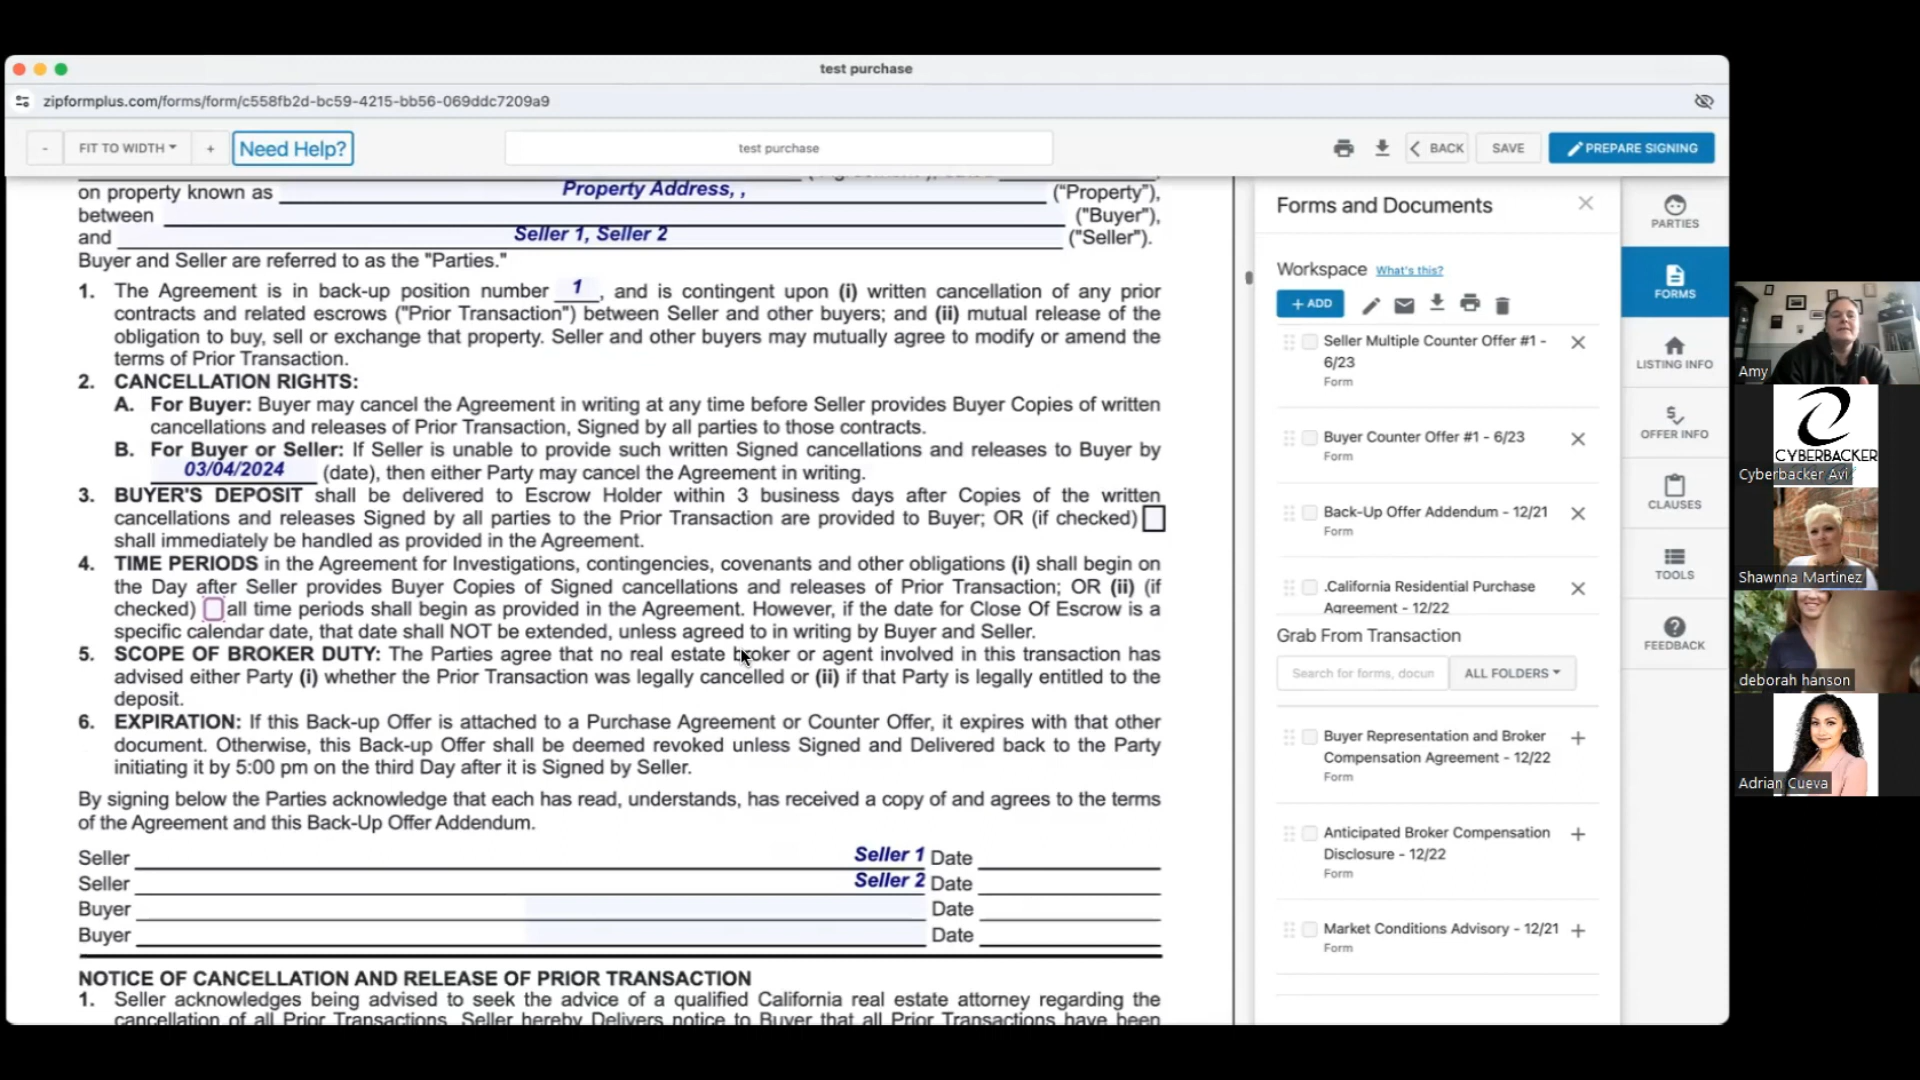 test purchase
zipformplus.com/forms/form/c558fb2d-bc59-4215-bb56-069ddc7209a9
-
FIT TO WIDTH
+
Need Help?
test purchase
BACK
SAVE
PREPARE SIGNING
on property known as Property Address, , ("Property"),
between ("Buyer"),
and Seller 1, Seller 2 ("Seller").
Buyer and Seller are referred to as the "Parties."
1. The Agreement is in back-up position number 1, and is contingent upon (i) written cancellation of any prior
contracts and related escrows ("Prior Transaction") between Seller and other buyers; and (ii) mutual release of the
obligation to buy, sell or exchange that property. Seller and other buyers may mutually agree to modify or amend the
terms of Prior Transaction.
2. CANCELLATION RIGHTS:
A. For Buyer: Buyer may cancel the Agreement in writing at any time before Seller provides Buyer Copies of written
cancellations and releases of Prior Transaction, Signed by all parties to those contracts.
B. For Buyer or Seller: If Seller is unable to provide such written Signed cancellations and releases to Buyer by
03/04/2024 (date), then either Party may cancel the Agreement in writing.
3. BUYER'S DEPOSIT shall be delivered to Escrow Holder within 3 business days after Copies of the written
cancellations and releases Signed by all parties to the Prior Transaction are provided to Buyer; OR (if checked)
shall immediately be handled as provided in the Agreement.
4. TIME PERIODS in the Agreement for Investigations, contingencies, covenants and other obligations (i) shall begin on
the Day after Seller provides Buyer Copies of Signed cancellations and releases of Prior Transaction; OR (ii) (if
checked) all time periods shall begin as provided in the Agreement. However, if the date for Close Of Escrow is a
specific calendar date, that date shall NOT be extended, unless agreed to in writing by Buyer and Seller.
5. SCOPE OF BROKER DUTY: The Parties agree that no real estate broker or agent involved in this transaction has
advised either Party (i) whether the Prior Transaction was legally cancelled or (ii) if that Party is legally entitled to the
deposit.
6. EXPIRATION: If this Back-up Offer is attached to a Purchase Agreement or Counter Offer, it expires with that other
document. Otherwise, this Back-up Offer shall be deemed revoked unless Signed and Delivered back to the Party
initiating it by 5:00 pm on the third Day after it is Signed by Seller.
By signing below the Parties acknowledge that each has read, understands, has received a copy of and agrees to the terms
of the Agreement and this Back-Up Offer Addendum.
Seller Seller 1 Date
Seller Seller 2 Date
Buyer Date
Buyer Date
NOTICE OF CANCELLATION AND RELEASE OF PRIOR TRANSACTION
1. Seller acknowledges being advised to seek the advice of a qualified California real estate attorney regarding the
cancellation of all Prior Transactions. Seller hereby Delivers notice to Buyer that all Prior Transactions have been
Forms and Documents
Workspace What's this?
+ ADD
Seller Multiple Counter Offer #1 -
6/23
Form
Buyer Counter Offer #1 - 6/23
Form
Back-Up Offer Addendum - 12/21
Form
.California Residential Purchase
Agreement - 12/22
Grab From Transaction
Search for forms, docun
ALL FOLDERS
Buyer Representation and Broker
Compensation Agreement - 12/22
Form
Anticipated Broker Compensation
Disclosure - 12/22
Form
Market Conditions Advisory - 12/21
Form
PARTIES
FORMS
LISTING INFO
OFFER INFO
CLAUSES
TOOLS
FEEDBACK
Amy
CYBERBACKER
Cyberbacker Avi
Shawnna Martinez
deborah hanson
Adrian Cueva